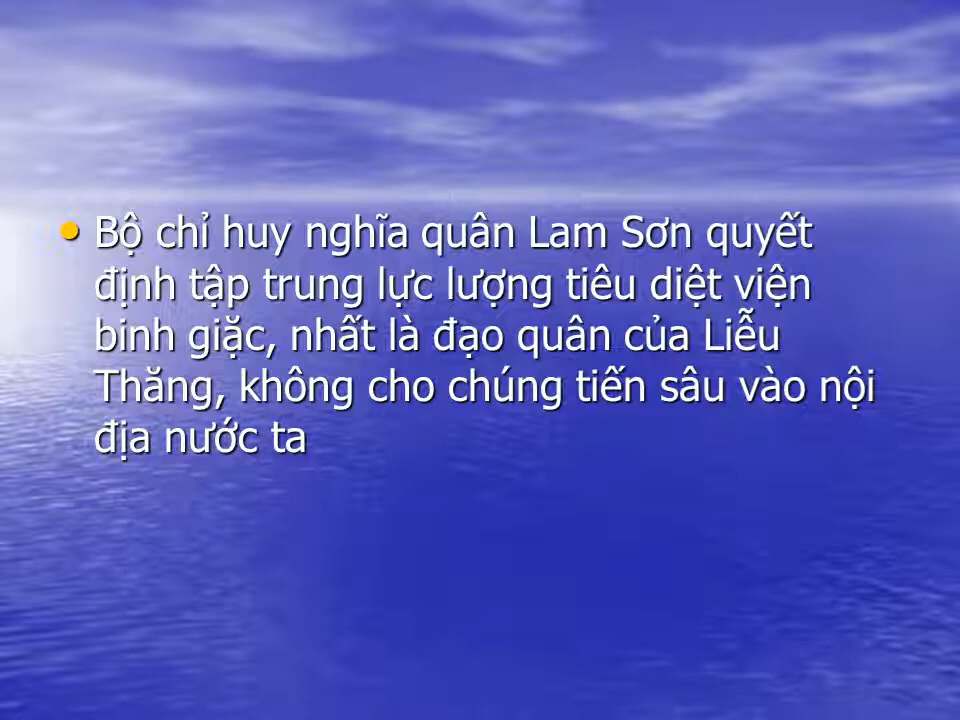 • Bộ chỉ huy nghĩa quân Lam Sơn quyết
định tập trung lực lượng tiêu diệt viện
binh giặc, nhất là đạo quân của Liễu
Thăng, không cho chúng tiến sâu vào nội
địa nước ta